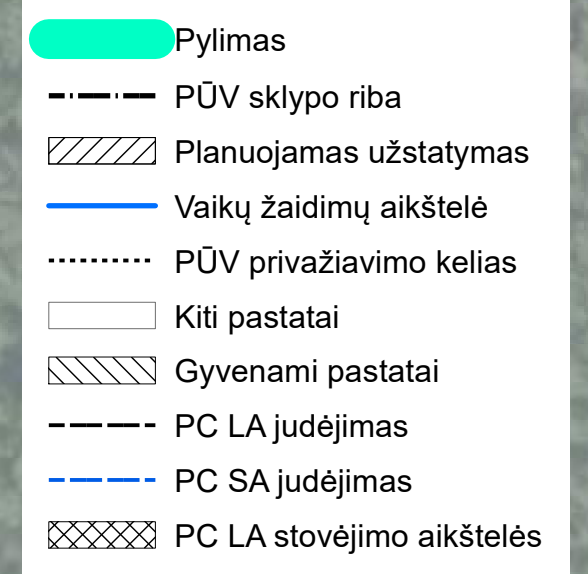 Pylimas
PŪV sklypo riba
Planuojamas užstatymas
Vaikų žaidimų aikštelė
PŪV privažiavimo kelias
Kiti pastatai
Gyvenami pastatai
PC LA judėjimas
PC SA judėjimas
PC LA stovėjimo aikštelės